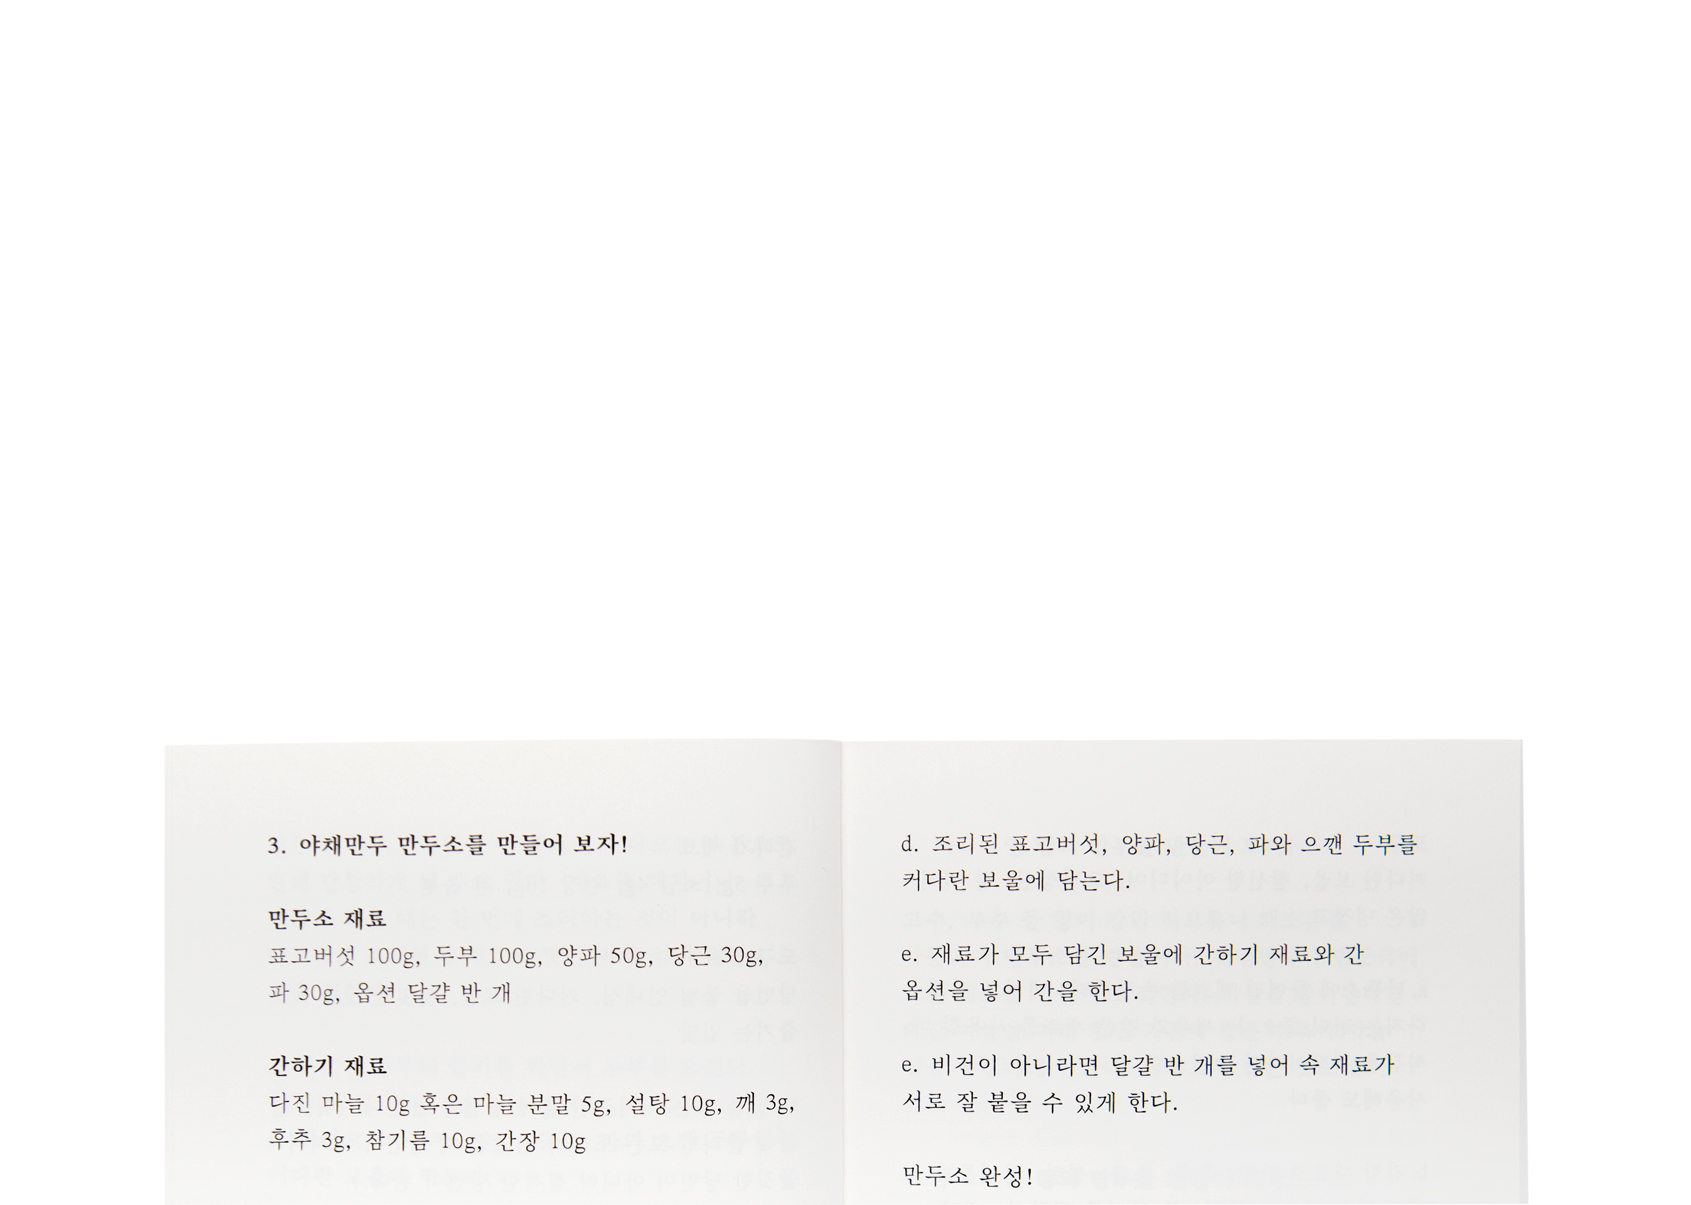 3. 야채만두 만두소를 만들어 보자!
만두소 재료
표고버섯 100g, 두부 100g, 양파 50g, 당근 30g,
파 30g, 옵션 달걀 반 개
간하기 재료
다진 마늘 10g 혹은 마늘 분말 5g, 설탕 10g, 깨 3g,
후추 3g, 참기름 10g, 간장 10g
d. 조리된 표고버섯, 양파, 당근, 파와 으깬 두부를
커다란 보울에 담는다.
e. 재료가 모두 담긴 보울에 간하기 재료와 간
옵션을 넣어 간을 한다.
e. 비건이 아니라면 달걀 반 개를 넣어 속 재료가
서로 잘 붙을 수 있게 한다.
만두소 완성!